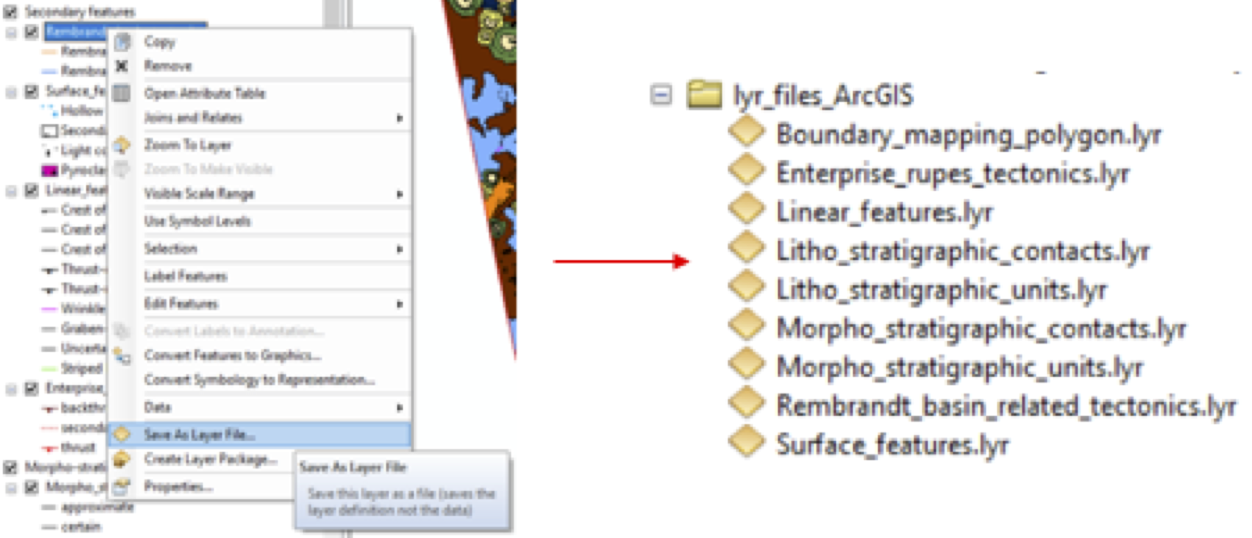 Secondary features
Rembrand
Rembra
Rembra
Surface_fe
Hollow
Second
Light co
Pyrocla
Linear_feat
Crest of
Crest of
Crest of
Thrust-
Thrust-
Wrinkle
Graben
Uncerta
Striped
Enterprise_
backthr
second
thrust
Morpho-strati
Morpho_st
approximate
certain
Copy
Remove
Open Attribute Table
Joins and Relates
Zoom To Layer
Zoom To Make Visible
Visible Scale Range
Use Symbol Levels
Selection
Label Features
Edit Features
Convert Labels to Annotation...
Convert Features to Graphics...
Convert Symbology to Representation...
Data
Save As Layer File...
Create Layer Package...
Properties...
Save As Layer File
Save this layer as a file (saves the
layer definition not the data)
lyr_files_ArcGIS
Boundary_mapping_polygon.lyr
Enterprise_rupes_tectonics.lyr
Linear_features.lyr
Litho_stratigraphic_contacts.lyr
Litho_stratigraphic_units.lyr
Morpho_stratigraphic_contacts.lyr
Morpho_stratigraphic_units.lyr
Rembrandt_basin_related_tectonics.lyr
Surface_features.lyr